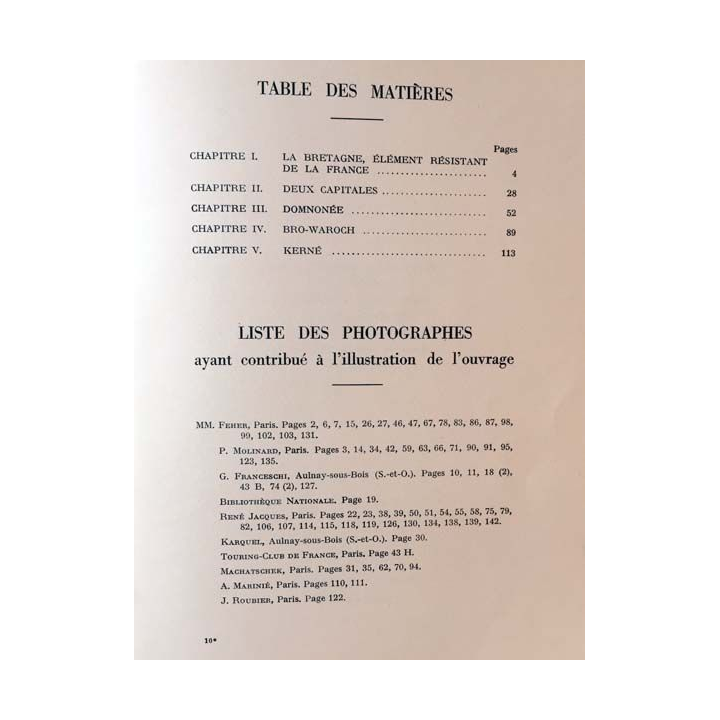 TABLE DES MATIÈRES
Pages
CHAPITRE I. LA BRETAGNE, ÉLÉMENT RÉSISTANT
DE LA FRANCE ....................... 4
CHAPITRE II. DEUX CAPITALES ...................... 28
CHAPITRE III. DOMNONÉE ............................ 52
CHAPITRE IV. BRO-WAROCH .......................... 89
CHAPITRE V. KERNÉ ................................. 113
LISTE DES PHOTOGRAPHES
ayant contribué à l'illustration de l'ouvrage
MM. FEHER, Paris. Pages 2, 6, 7, 15, 26, 27, 46, 47, 67, 78, 83, 86, 87, 98,
99, 102, 103, 131.
P. MOLINARD, Paris. Pages 3, 14, 34, 42, 59, 63, 66, 71, 90, 91, 95,
123, 135.
G. FRANCESCHI, Aulnay-sous-Bois (S.-et-O.). Pages 10, 11, 18 (2),
43 B, 74 (2), 127.
BIBLIOTHÈQUE NATIONALE. Page 19.
RENÉ JACQUES, Paris. Pages 22, 23, 38, 39, 50, 51, 54, 55, 58, 75, 79,
82, 106, 107, 114, 115, 118, 119, 126, 130, 134, 138, 139, 142.
KARQUEL, Aulnay-sous-Bois (S.-et-O.). Page 30.
TOURING-CLUB DE FRANCE, Paris. Page 43 H.
MACHATSCHEK, Paris. Pages 31, 35, 62, 70, 94.
A. MARINIÉ, Paris. Pages 110, 111.
J. ROUBIER, Paris. Page 122.
10*